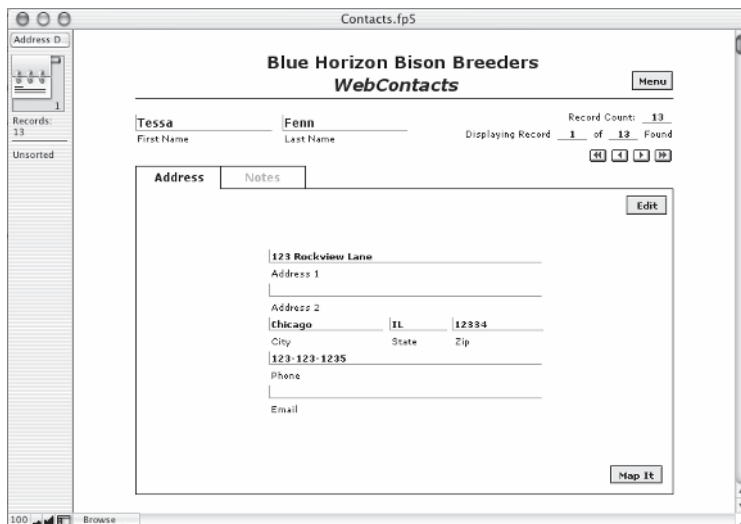 Contacts.fp5
Address D...
1
Records:
13
Unsorted
Blue Horizon Bison Breeders
WebContacts
Menu
Tessa Fenn
First Name Last Name
Record Count: 13
Displaying Record 1 of 13 Found
Address Notes
Edit
123 Rockview Lane
Address 1
Address 2
Chicago IL 12334
City State Zip
123-123-1235
Phone
Email
Map It
100 Browse